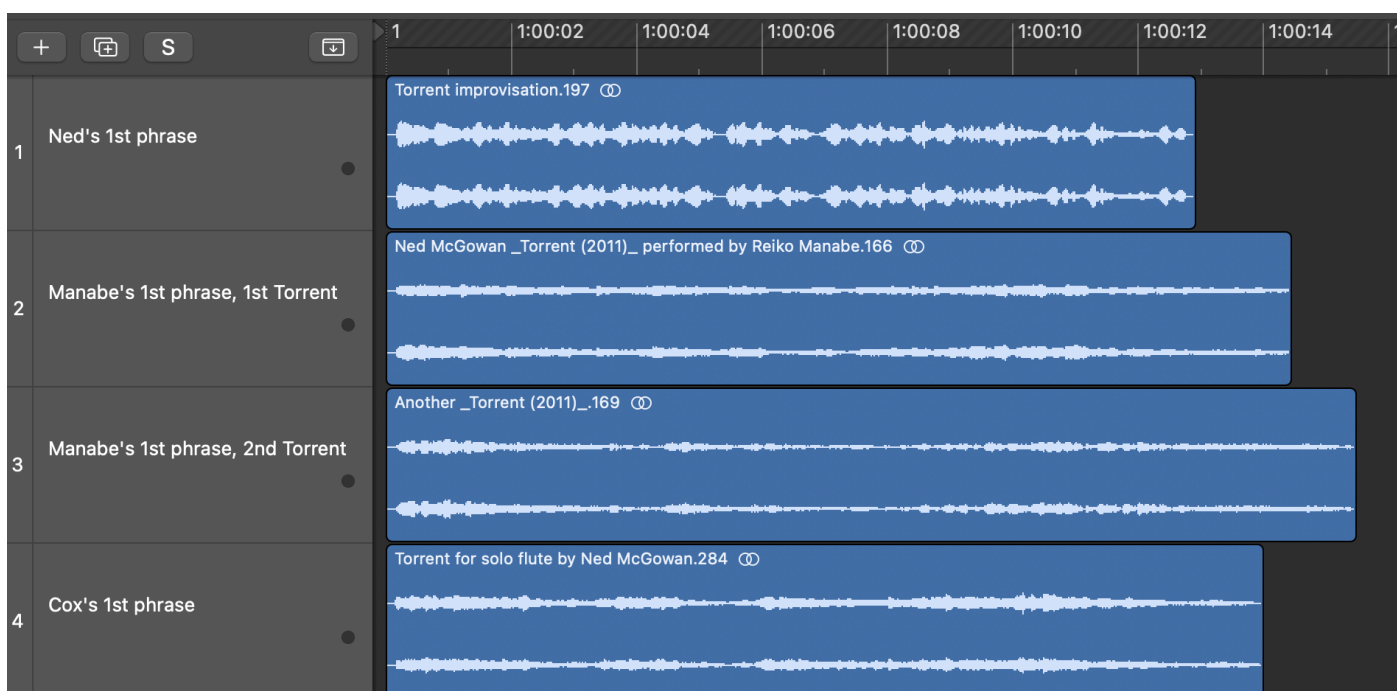 + S 1 1:00:02 1:00:04 1:00:06 1:00:08 1:00:10 1:00:12 1:00:14
Torrent improvisation.197
1 Ned's 1st phrase
Ned McGowan _Torrent (2011)_ performed by Reiko Manabe.166
2 Manabe's 1st phrase, 1st Torrent
Another _Torrent (2011)_.169
3 Manabe's 1st phrase, 2nd Torrent
Torrent for solo flute by Ned McGowan.284
4 Cox's 1st phrase